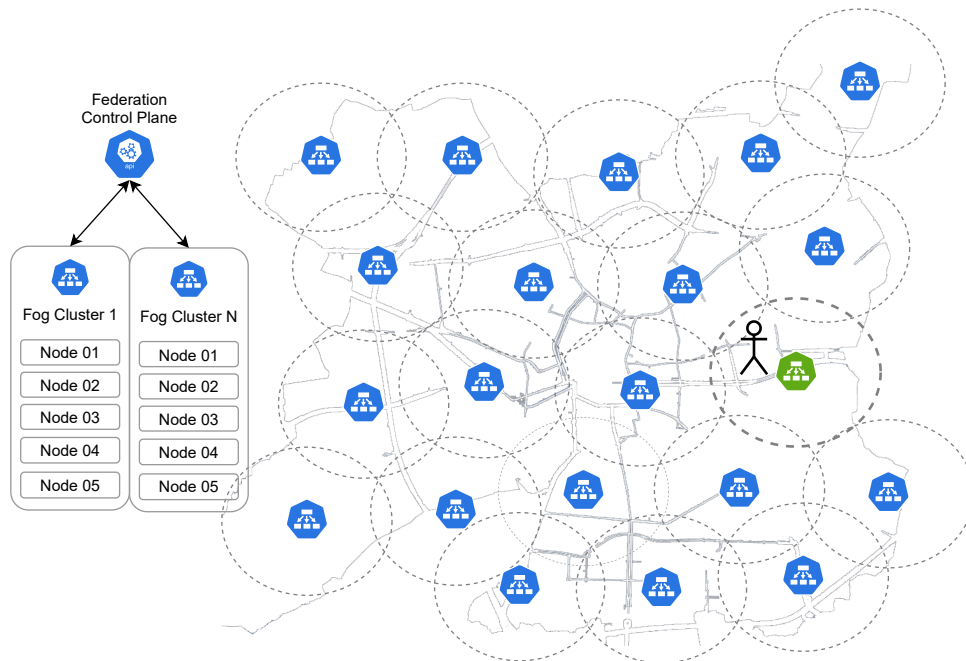 Federation
Control Plane
api
Fog Cluster 1
Node 01
Node 02
Node 03
Node 04
Node 05
Fog Cluster N
Node 01
Node 02
Node 03
Node 04
Node 05